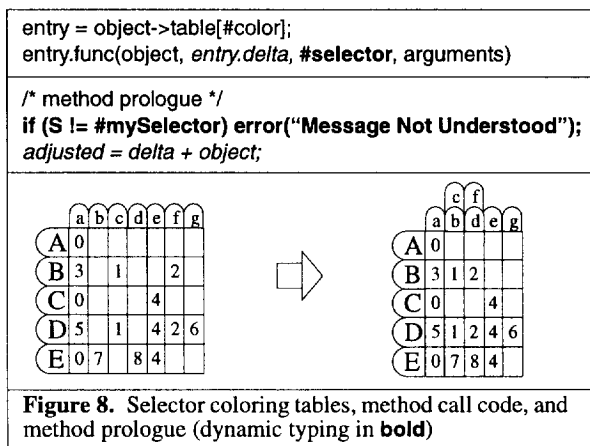 entry = object->table[#color];
entry.func(object, entry.delta, #selector, arguments)
/* method prologue */
if (S != #mySelector) error("Message Not Understood");
adjusted = delta + object;
a b c d e f g
A 0
B 3 1 2
C 0 4
D 5 1 4 2 6
E 0 7 8 4
c f
a b d e g
A 0
B 3 1 2
C 0 4
D 5 1 2 4 6
E 0 7 8 4
Figure 8. Selector coloring tables, method call code, and
method prologue (dynamic typing in bold)